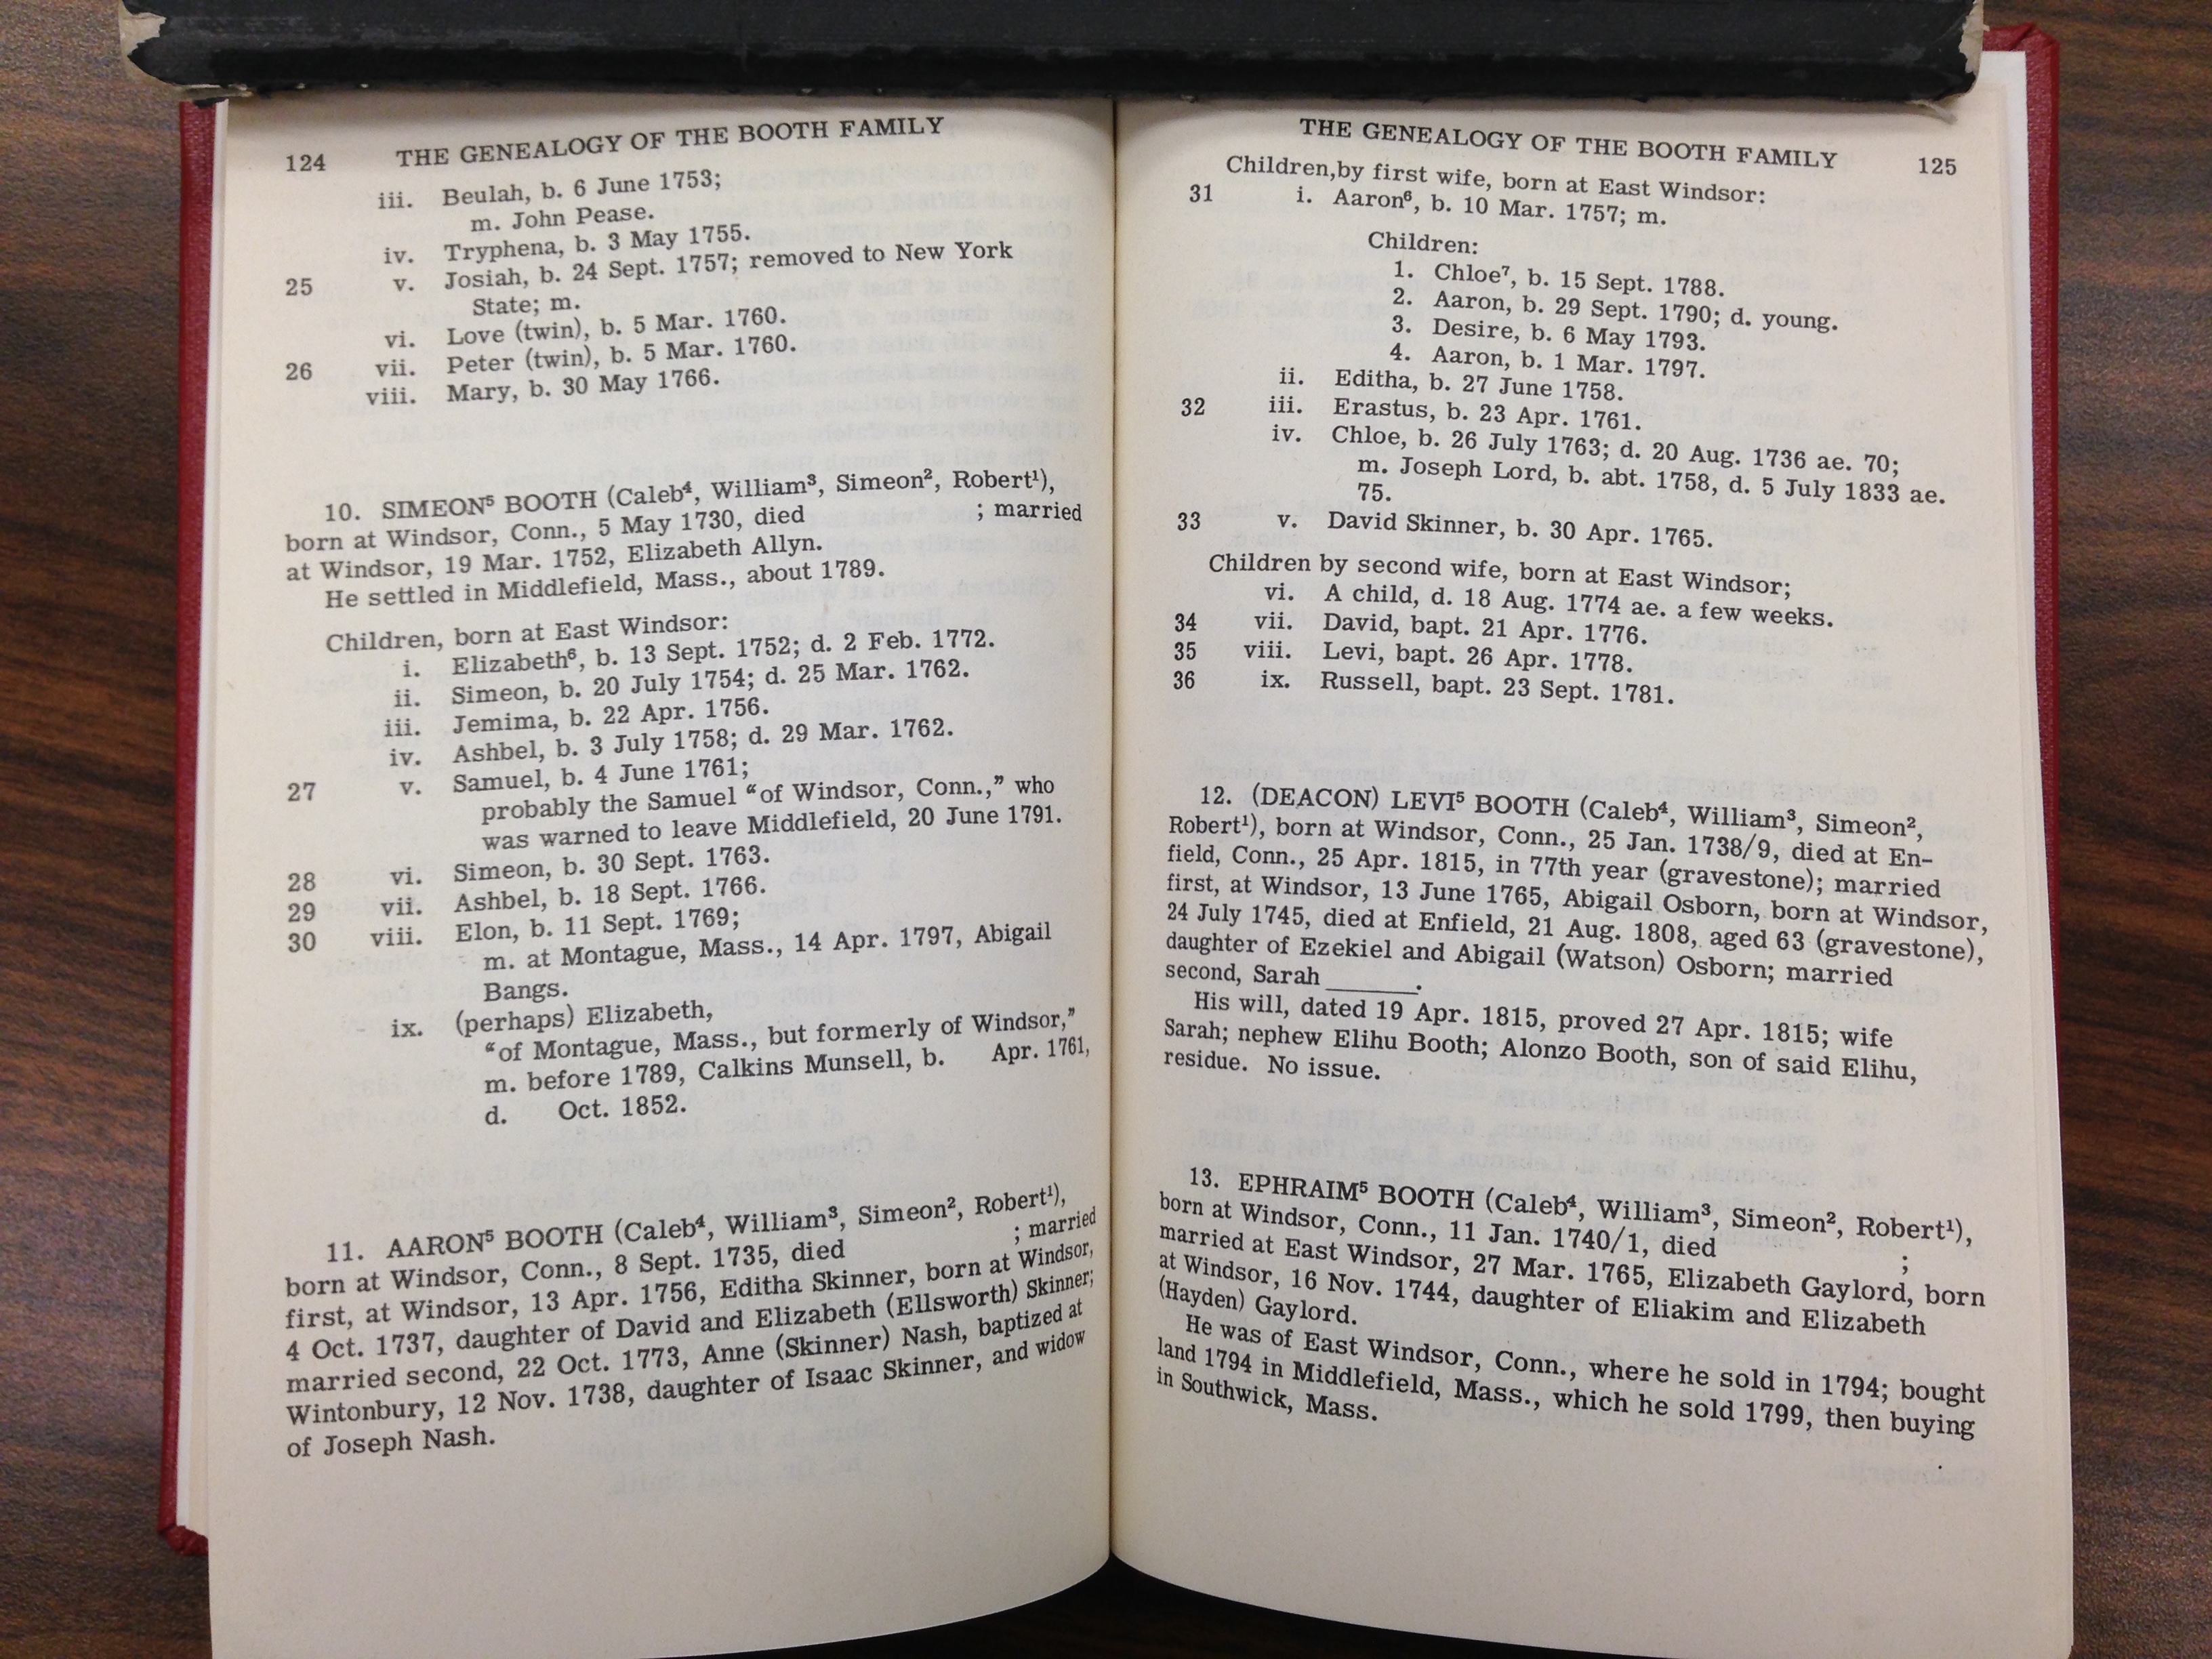 124 THE GENEALOGY OF THE BOOTH FAMILY
iii. Beulah, b. 6 June 1753;
m. John Pease.
iv. Tryphena, b. 3 May 1755.
25 v. Josiah, b. 24 Sept. 1757; removed to New York
State; m.
vi. Love (twin), b. 5 Mar. 1760.
26 vii. Peter (twin), b. 5 Mar. 1760.
viii. Mary, b. 30 May 1766.
10. SIMEON⁵ BOOTH (Caleb⁴, William³, Simeon², Robert¹),
born at Windsor, Conn., 5 May 1730, died ; married
at Windsor, 19 Mar. 1752, Elizabeth Allyn.
He settled in Middlefield, Mass., about 1789.
Children, born at East Windsor:
i. Elizabeth⁶, b. 13 Sept. 1752; d. 2 Feb. 1772.
ii. Simeon, b. 20 July 1754; d. 25 Mar. 1762.
iii. Jemima, b. 22 Apr. 1756.
iv. Ashbel, b. 3 July 1758; d. 29 Mar. 1762.
27 v. Samuel, b. 4 June 1761;
probably the Samuel “of Windsor, Conn.,” who
was warned to leave Middlefield, 20 June 1791.
28 vi. Simeon, b. 30 Sept. 1763.
29 vii. Ashbel, b. 18 Sept. 1766.
30 viii. Elon, b. 11 Sept. 1769;
m. at Montague, Mass., 14 Apr. 1797, Abigail
Bangs.
ix. (perhaps) Elizabeth,
“of Montague, Mass., but formerly of Windsor,”
m. before 1789, Calkins Munsell, b. Apr. 1761,
d. Oct. 1852.
11. AARON⁵ BOOTH (Caleb⁴, William³, Simeon², Robert¹),
born at Windsor, Conn., 8 Sept. 1735, died ; married
first, at Windsor, 13 Apr. 1756, Editha Skinner, born at Windsor,
4 Oct. 1737, daughter of David and Elizabeth (Ellsworth) Skinner;
married second, 22 Oct. 1773, Anne (Skinner) Nash, baptized at
Wintonbury, 12 Nov. 1738, daughter of Isaac Skinner, and widow
of Joseph Nash.
THE GENEALOGY OF THE BOOTH FAMILY 125
Children,by first wife, born at East Windsor:
31 i. Aaron⁶, b. 10 Mar. 1757; m.
Children:
1. Chloe⁷, b. 15 Sept. 1788.
2. Aaron, b. 29 Sept. 1790; d. young.
3. Desire, b. 6 May 1793.
4. Aaron, b. 1 Mar. 1797.
ii. Editha, b. 27 June 1758.
32 iii. Erastus, b. 23 Apr. 1761.
iv. Chloe, b. 26 July 1763; d. 20 Aug. 1736 ae. 70;
m. Joseph Lord, b. abt. 1758, d. 5 July 1833 ae.
75.
33 v. David Skinner, b. 30 Apr. 1765.
Children by second wife, born at East Windsor;
vi. A child, d. 18 Aug. 1774 ae. a few weeks.
34 vii. David, bapt. 21 Apr. 1776.
35 viii. Levi, bapt. 26 Apr. 1778.
36 ix. Russell, bapt. 23 Sept. 1781.
12. (DEACON) LEVI⁵ BOOTH (Caleb⁴, William³, Simeon²,
Robert¹), born at Windsor, Conn., 25 Jan. 1738/9, died at En-
field, Conn., 25 Apr. 1815, in 77th year (gravestone); married
first, at Windsor, 13 June 1765, Abigail Osborn, born at Windsor,
24 July 1745, died at Enfield, 21 Aug. 1808, aged 63 (gravestone),
daughter of Ezekiel and Abigail (Watson) Osborn; married
second, Sarah ______.
His will, dated 19 Apr. 1815, proved 27 Apr. 1815; wife
Sarah; nephew Elihu Booth; Alonzo Booth, son of said Elihu,
residue. No issue.
13. EPHRAIM⁵ BOOTH (Caleb⁴, William³, Simeon², Robert¹),
born at Windsor, Conn., 11 Jan. 1740/1, died ;
married at East Windsor, 27 Mar. 1765, Elizabeth Gaylord, born
at Windsor, 16 Nov. 1744, daughter of Eliakim and Elizabeth
(Hayden) Gaylord.
He was of East Windsor, Conn., where he sold in 1794; bought
land 1794 in Middlefield, Mass., which he sold 1799, then buying
in Southwick, Mass.